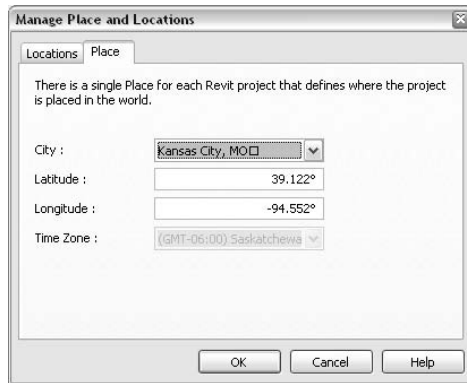 Manage Place and Locations
Locations
Place
There is a single Place for each Revit project that defines where the project
is placed in the world.
City :
Kansas City, MO□
Latitude :
39.122°
Longitude :
-94.552°
Time Zone :
(GMT-06:00) Saskatchewa
OK
Cancel
Help